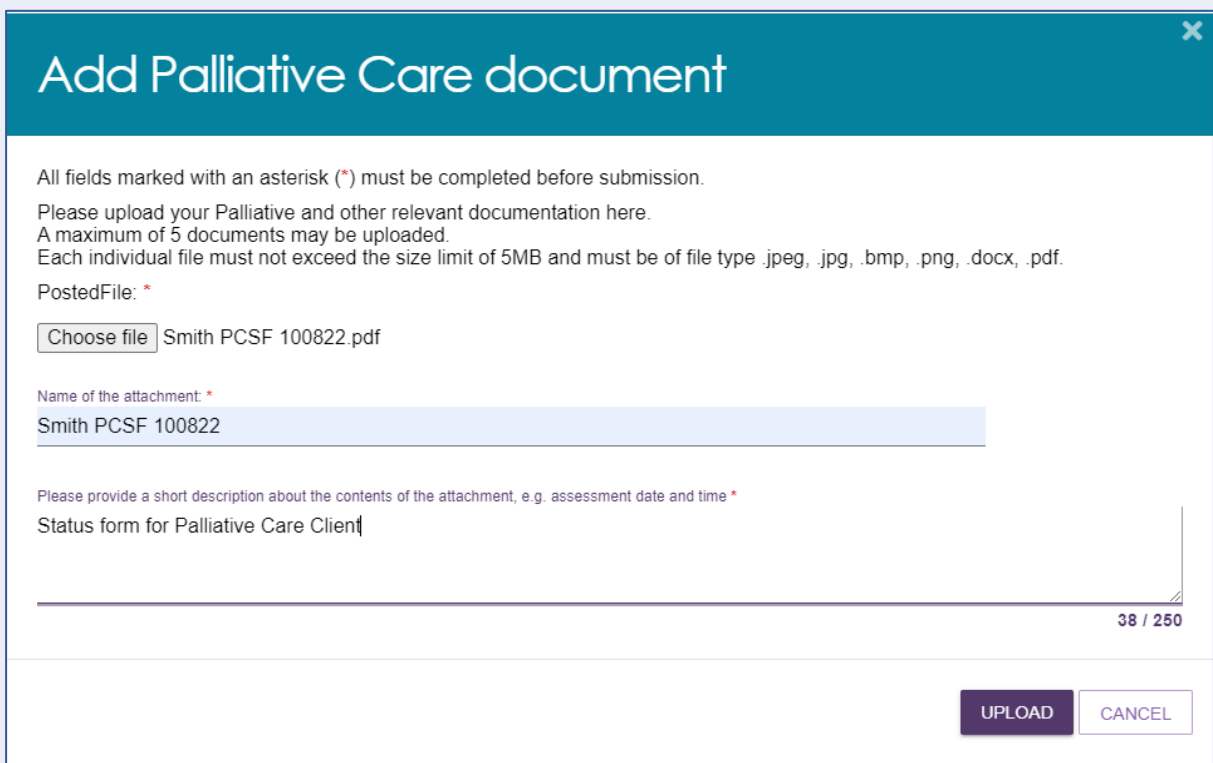 Add Palliative Care document
×
All fields marked with an asterisk (*) must be completed before submission.
Please upload your Palliative and other relevant documentation here.
A maximum of 5 documents may be uploaded.
Each individual file must not exceed the size limit of 5MB and must be of file type .jpeg, .jpg, .bmp, .png, .docx, .pdf.
PostedFile: *
Choose file Smith PCSF 100822.pdf
Name of the attachment: *
Smith PCSF 100822
Please provide a short description about the contents of the attachment, e.g. assessment date and time *
Status form for Palliative Care Client
38 / 250
UPLOAD CANCEL